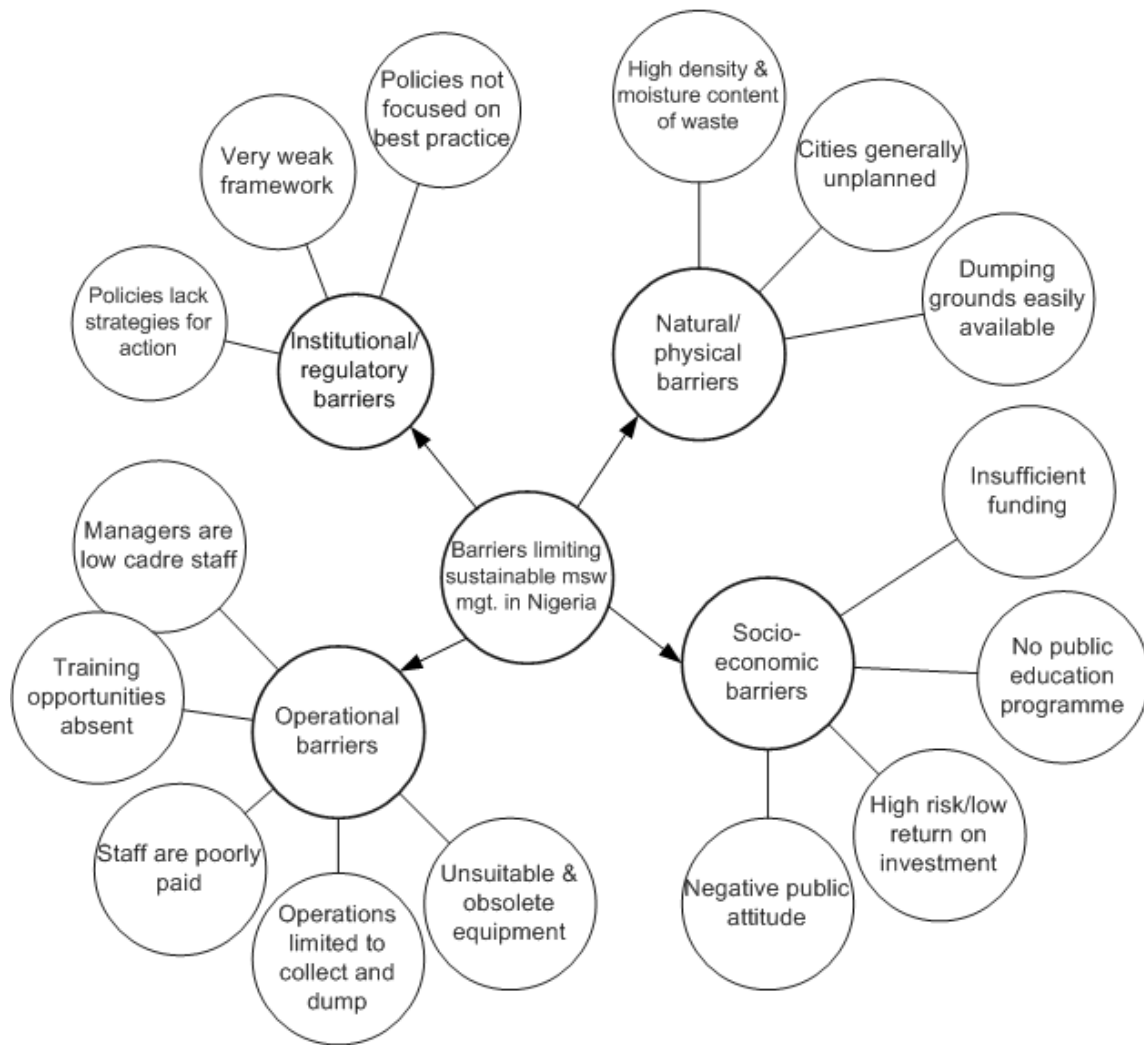 Policies not
focused on
best practice
High density &
moisture content
of waste
Very weak
framework
Cities generally
unplanned
Policies lack
strategies for
action
Institutional/
regulatory
barriers
Natural/
physical
barriers
Dumping
grounds easily
available
Managers are
low cadre staff
Barriers limiting
sustainable msw
mgt. in Nigeria
Insufficient
funding
Training
opportunities
absent
Operational
barriers
Socio-
economic
barriers
No public
education
programme
Staff are poorly
paid
Operations
limited to
collect and
dump
Unsuitable &
obsolete
equipment
Negative public
attitude
High risk/low
return on
investment